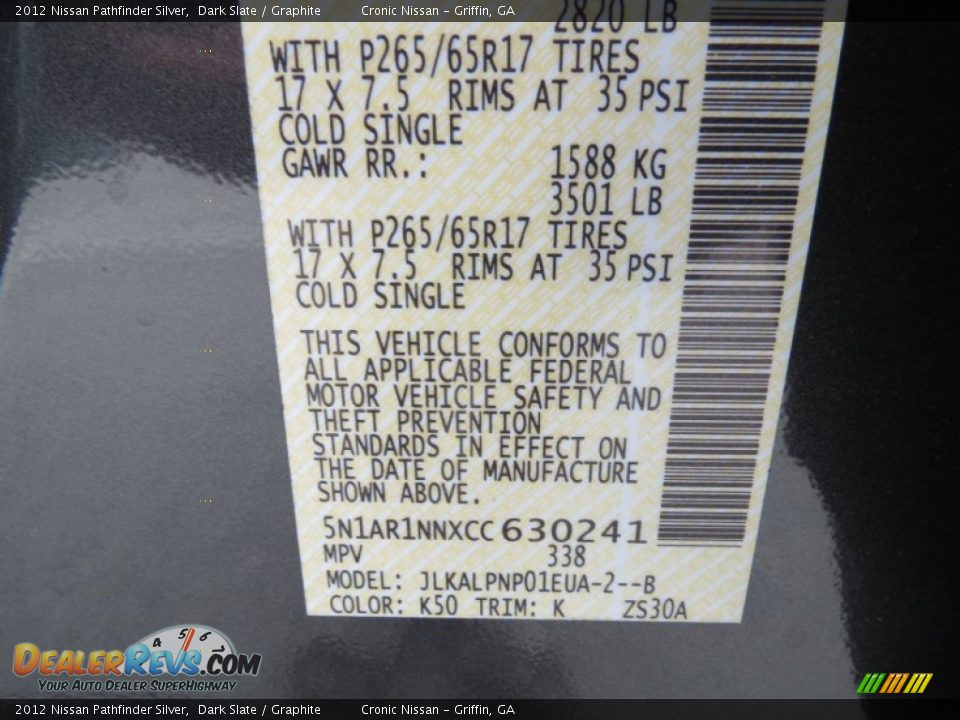 2012 Nissan Pathfinder Silver, Dark Slate / Graphite Cronic Nissan - Griffin, GA
2820 LB
WITH P265/65R17 TIRES
17 X 7.5 RIMS AT 35 PSI
COLD SINGLE
GAWR RR.: 1588 KG
3501 LB
WITH P265/65R17 TIRES
17 X 7.5 RIMS AT 35 PSI
COLD SINGLE
THIS VEHICLE CONFORMS TO
ALL APPLICABLE FEDERAL
MOTOR VEHICLE SAFETY AND
THEFT PREVENTION
STANDARDS IN EFFECT ON
THE DATE OF MANUFACTURE
SHOWN ABOVE.
5N1AR1NNXCC630241
MPV 338
MODEL: JLKALPNP01EUA-2--B
COLOR: K50 TRIM: K ZS30A
4 5 6
DEALERREVS.COM
YOUR AUTO DEALER SUPERHIGHWAY
2012 Nissan Pathfinder Silver, Dark Slate / Graphite Cronic Nissan - Griffin, GA